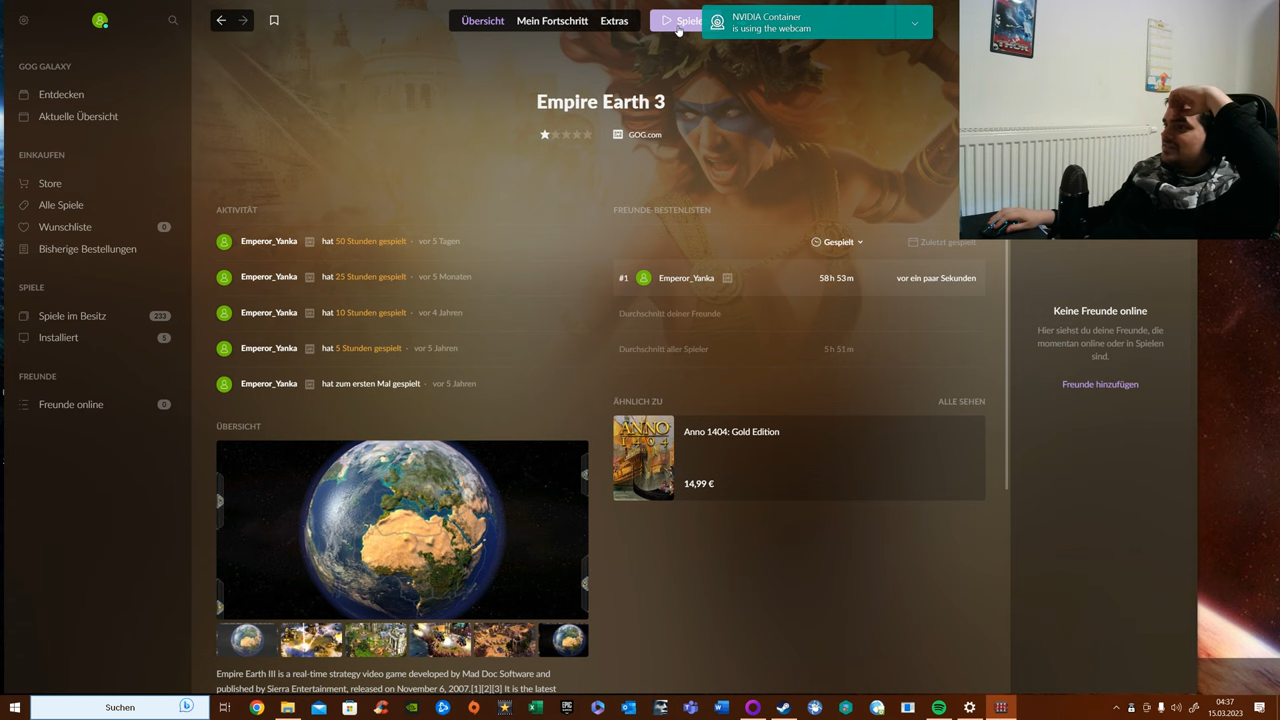 Übersicht
Mein Fortschritt
Extras
Spiele
NVIDIA Container
is using the webcam
THOR
GOG GALAXY
Entdecken
Aktuelle Übersicht
EINKAUFEN
Store
Alle Spiele
Wunschliste
0
Bisherige Bestellungen
SPIELE
Spiele im Besitz
Installiert
5
FREUNDE
Freunde online
0
Empire Earth 3
GOG.com
AKTIVITÄT
Emperor_Yanka hat 50 Stunden gespielt · vor 5 Tagen
Emperor_Yanka hat 25 Stunden gespielt · vor 5 Monaten
Emperor_Yanka hat 10 Stunden gespielt · vor 4 Jahren
Emperor_Yanka hat 5 Stunden gespielt · vor 5 Jahren
Emperor_Yanka hat zum ersten Mal gespielt · vor 5 Jahren
FREUNDE-BESTENLISTEN
Gespielt
Zuletzt gespielt
#1 Emperor_Yanka 58 h 53 m vor ein paar Sekunden
Durchschnitt deiner Freunde
Durchschnitt aller Spieler 5 h 51 m
ÄHNLICH ZU
ALLE SEHEN
ANNO
1404
Anno 1404: Gold Edition
14,99 €
Keine Freunde online
Hier siehst du deine Freunde, die
momentan online oder in Spielen
sind.
Freunde hinzufügen
ÜBERSICHT
Empire Earth III is a real-time strategy video game developed by Mad Doc Software and
published by Sierra Entertainment, released on November 6, 2007.[1][2][3] It is the latest
Suchen
04:37
15.03.2023